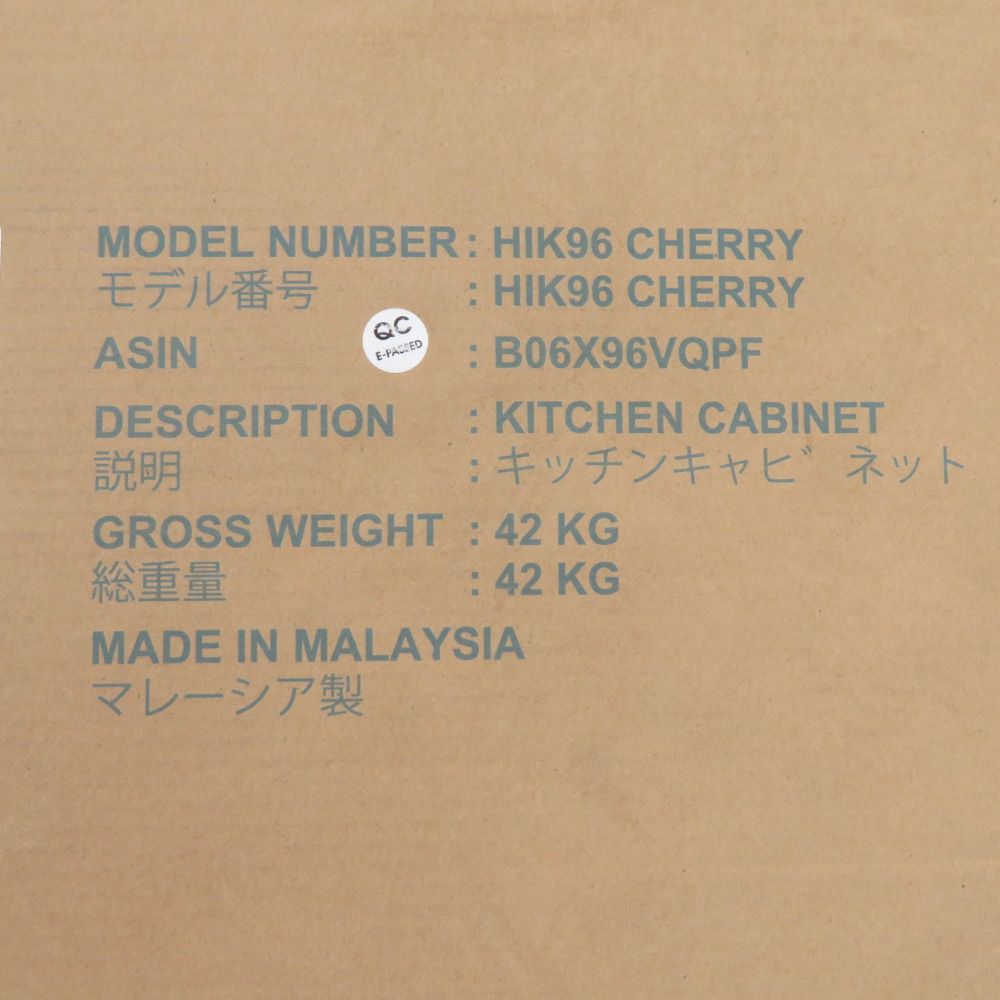 MODEL NUMBER : HIK96 CHERRY
モデル番号 : HIK96 CHERRY
QC
E-PASSED
ASIN : B06X96VQPF
DESCRIPTION : KITCHEN CABINET
説明 : キッチンキャビ゛ネット
GROSS WEIGHT : 42 KG
総重量 : 42 KG
MADE IN MALAYSIA
マレーシア製